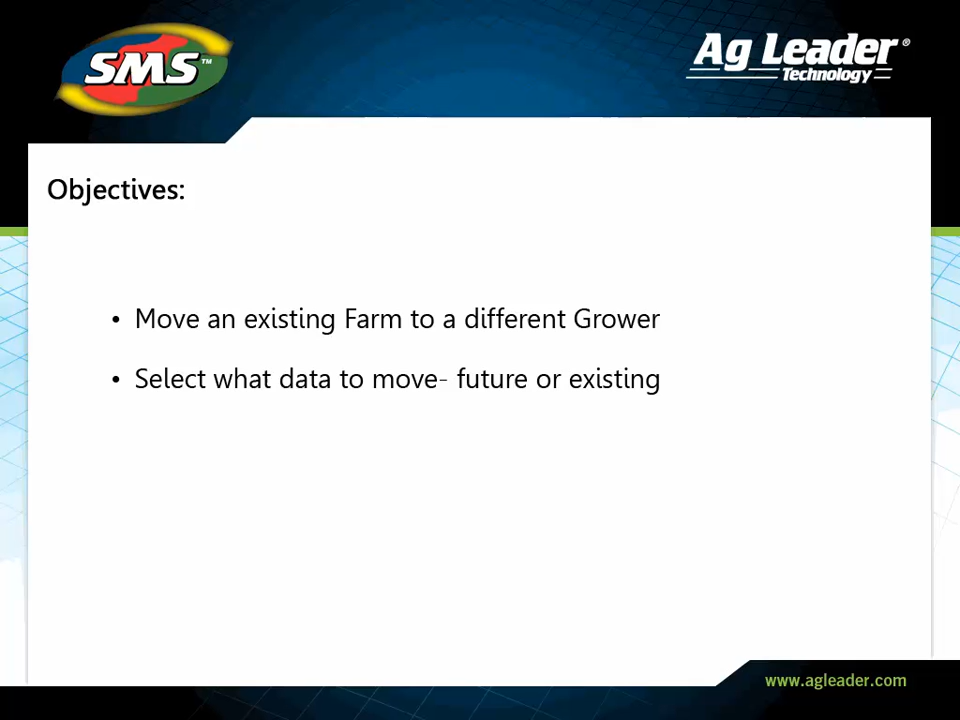 SMS™
Ag Leader®
Technology
Objectives:
• Move an existing Farm to a different Grower
• Select what data to move- future or existing
www.agleader.com